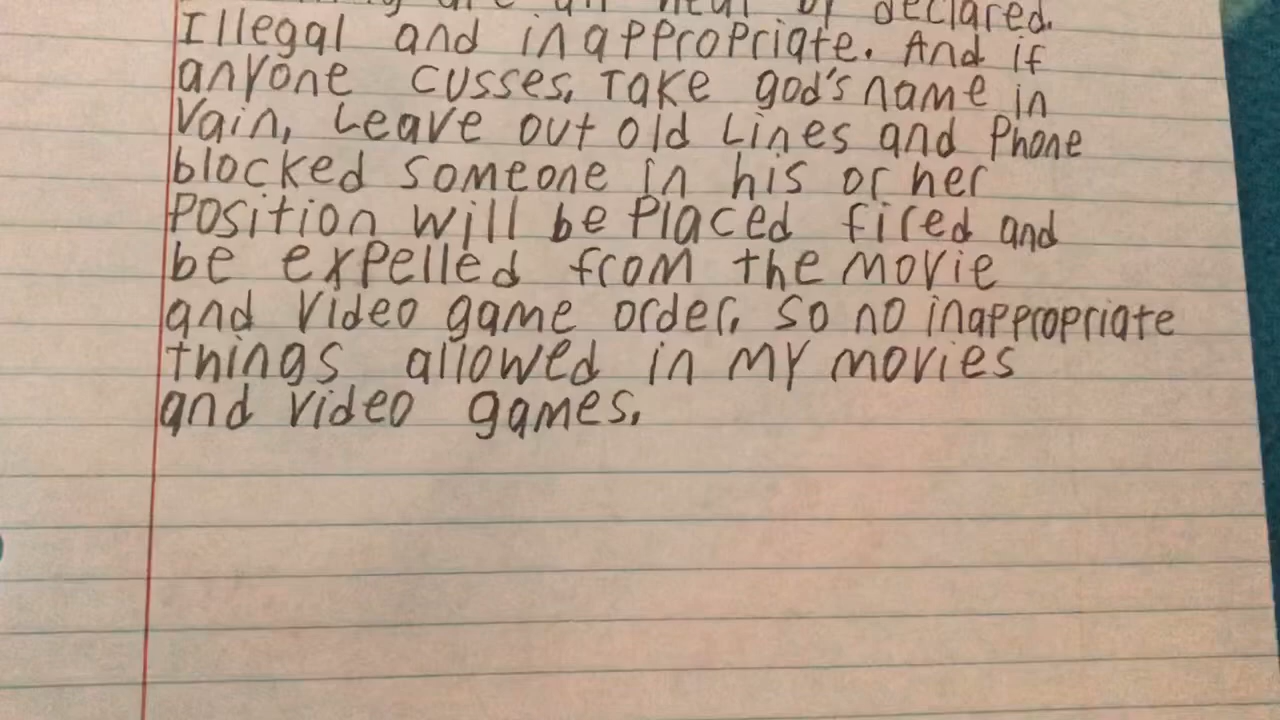 declared.
Illegal and inappropriate. And if
anyone cusses, Take god's name in
Vain, Leave out old Lines and Phone
blocked someone in his or her
Position will be Placed fired and
be expelled from the movie
and video game order, so no inappropriate
things allowed in my movies
and video games.